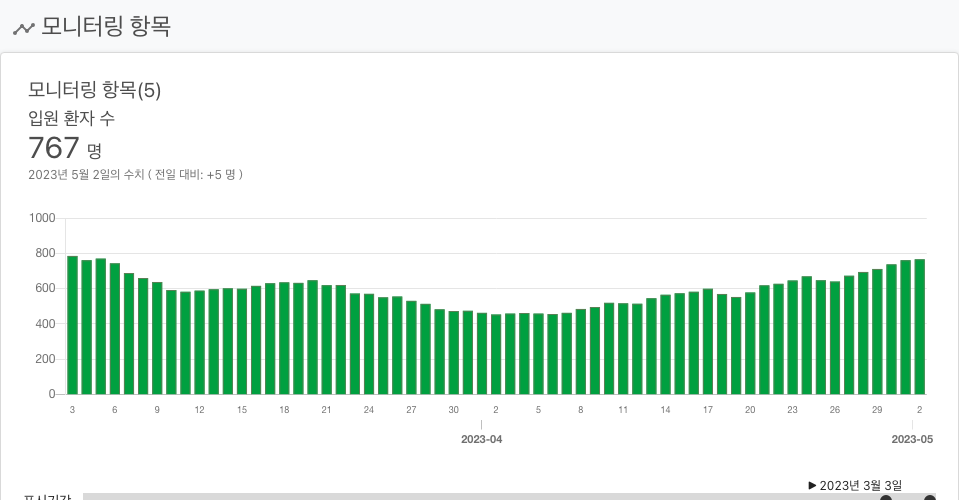 모니터링 항목
모니터링 항목(5)
입원 환자 수
767 명
2023년 5월 2일의 수치 ( 전일 대비: +5 명 )
1000
800
600
400
200
0
3 6 9 12 15 18 21 24 27 30 2 5 8 11 14 17 20 23 26 29 2
2023-04 2023-05
▶ 2023년 3월 3일
표시기간